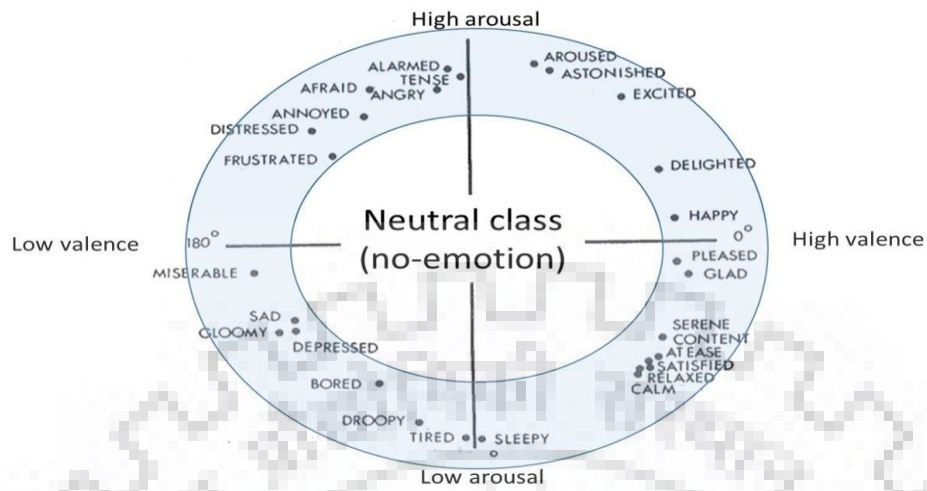 High arousal
ALARMED
TENSE
AFRAID
ANGRY
ANNOYED
DISTRESSED
FRUSTRATED
AROUSED
ASTONISHED
EXCITED
DELIGHTED
HAPPY
Neutral class
(no-emotion)
Low valence
180°
0°
High valence
PLEASED
GLAD
MISERABLE
SAD
GLOOMY
DEPRESSED
SERENE
CONTENT
AT EASE
SATISFIED
RELAXED
CALM
BORED
DROOPY
TIRED
SLEEPY
Low arousal